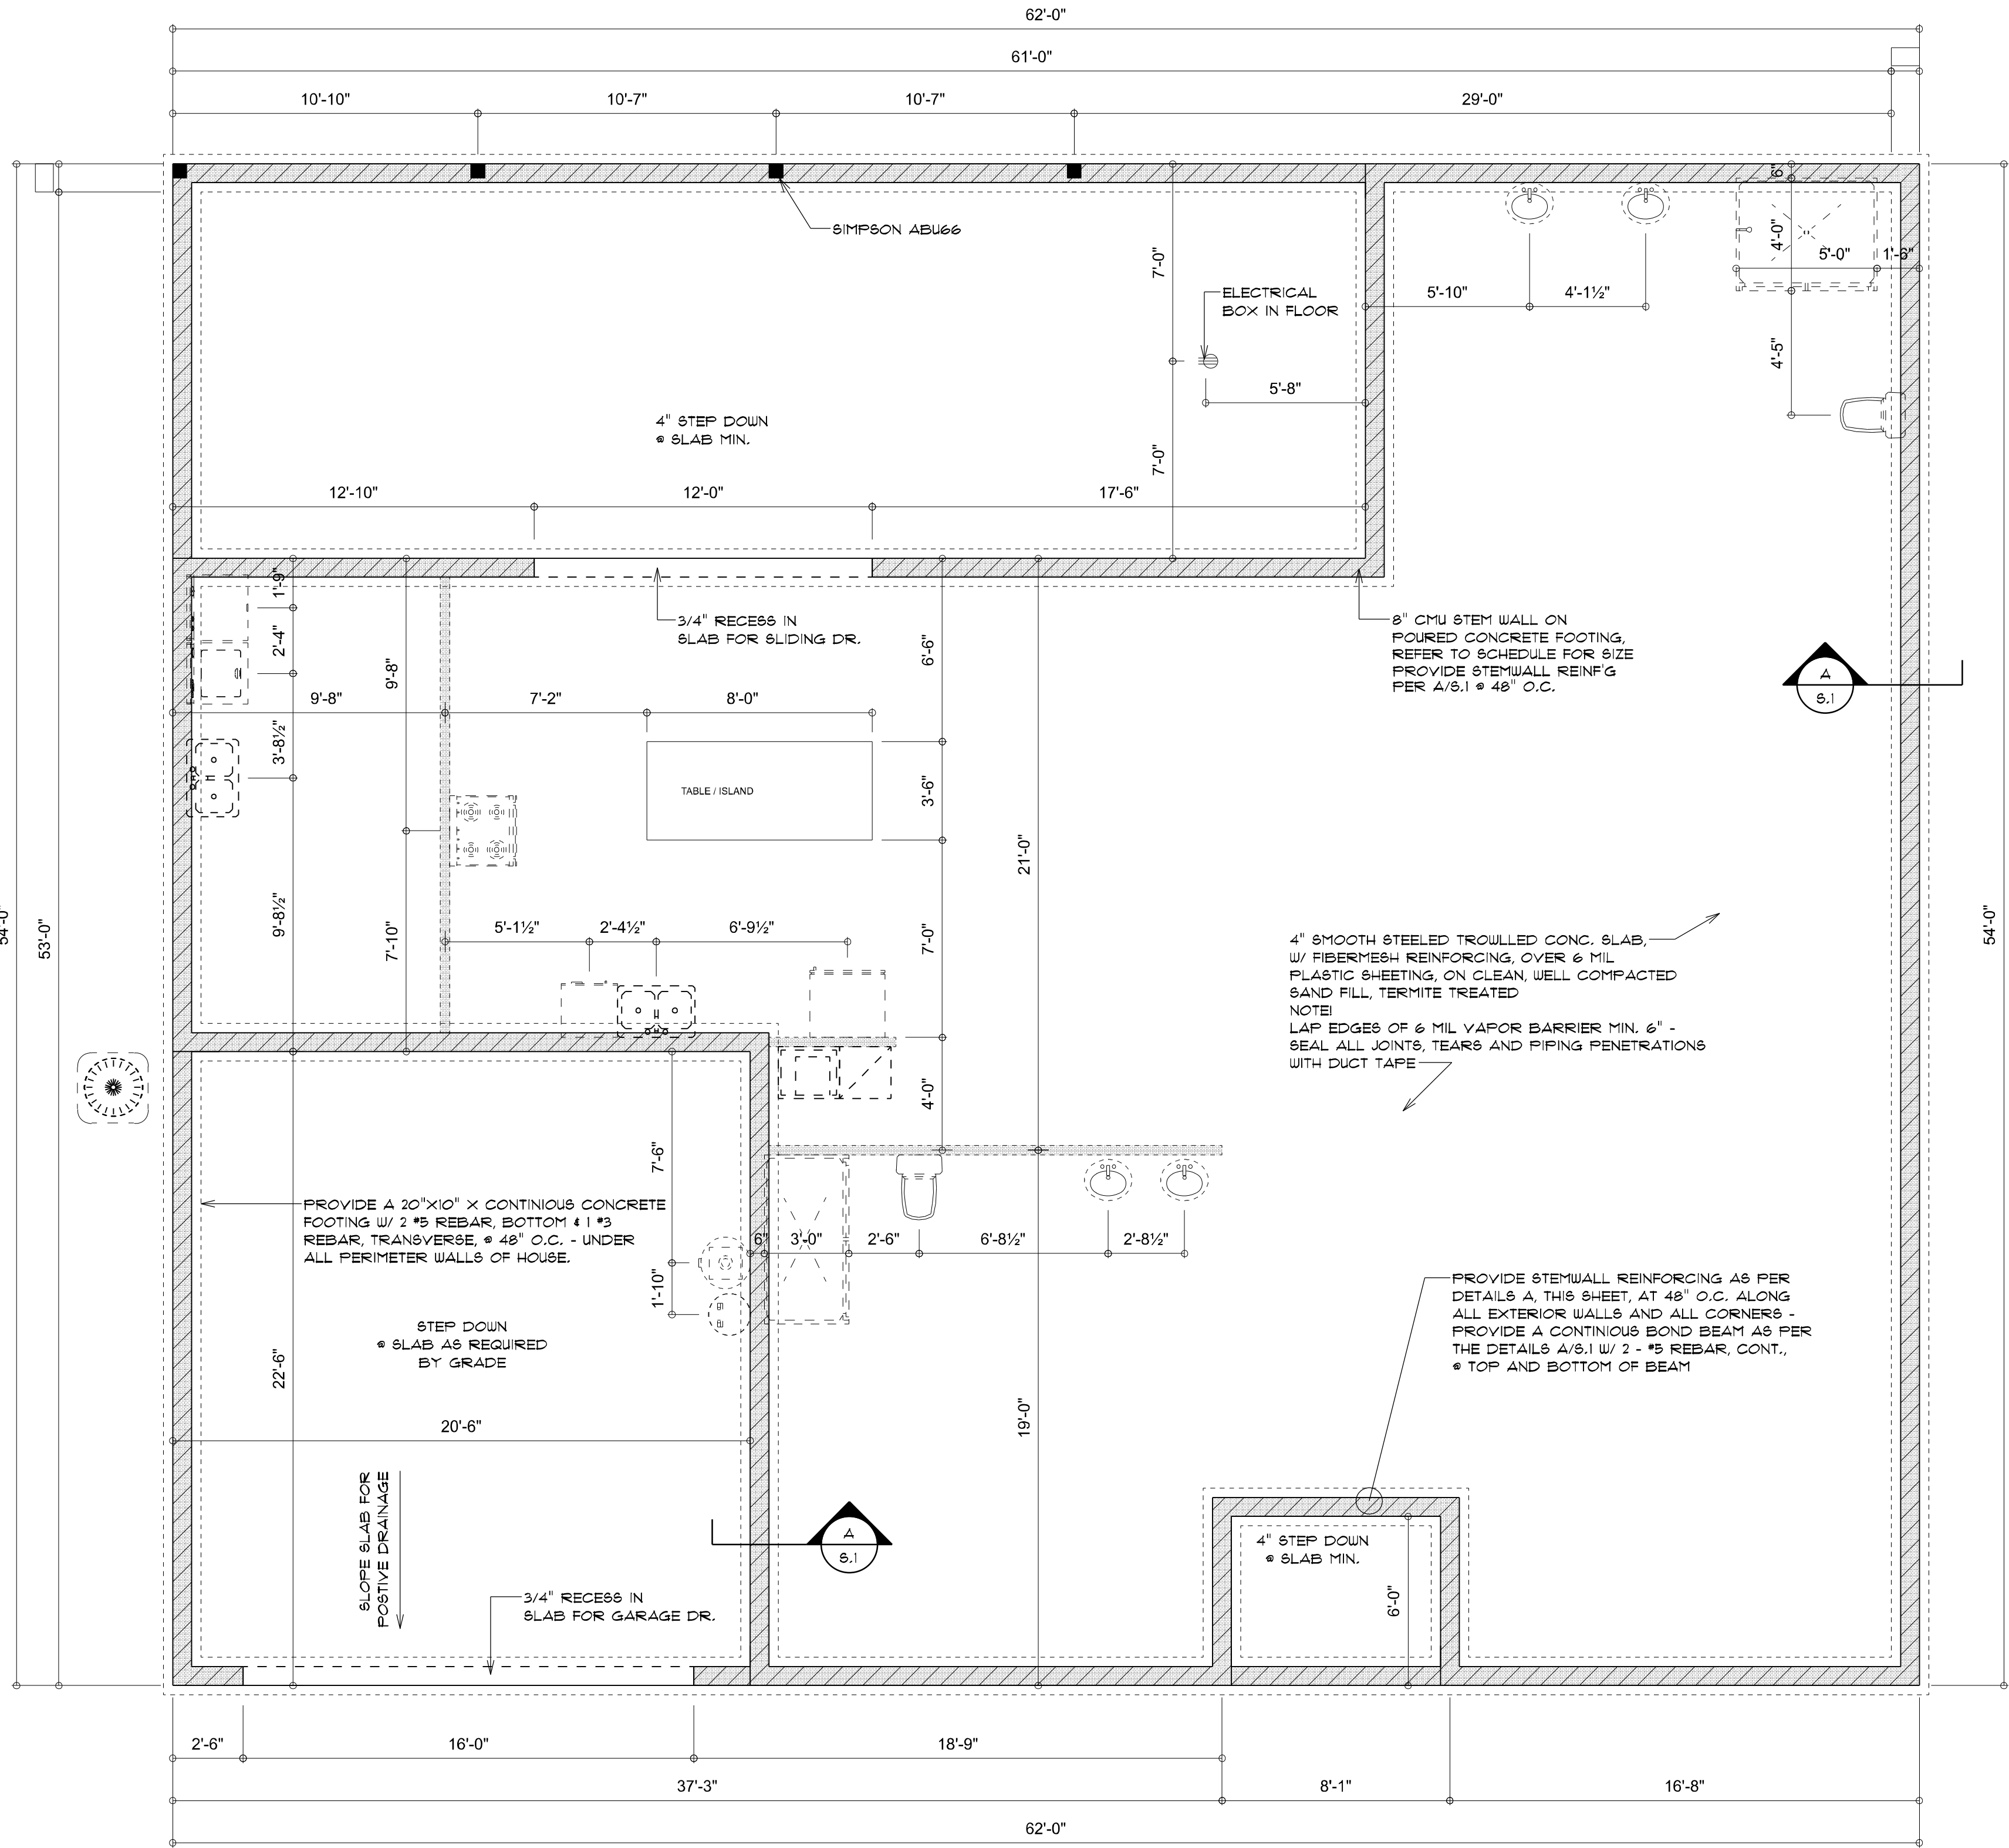 62'-0"
61'-0"
10'-10" 10'-7" 10'-7" 29'-0"
6"
SIMPSON ABU66
7'-0"
4'-0"
5'-0" 1'-6"
ELECTRICAL
BOX IN FLOOR
5'-10" 4'-1½"
4'-5"
5'-8"
4" STEP DOWN
@ SLAB MIN.
7'-0"
12'-10" 12'-0" 17'-6"
1'-9"
2'-4"
3/4" RECESS IN
SLAB FOR SLIDING DR.
8" CMU STEM WALL ON
POURED CONCRETE FOOTING,
REFER TO SCHEDULE FOR SIZE
PROVIDE STEMWALL REINF'G
PER A/S.1 @ 48" O.C.
6'-6"
9'-8"
A
S.1
9'-8" 7'-2" 8'-0"
3'-8½"
TABLE / ISLAND
3'-6"
21'-0"
54'-0"
53'-0"
9'-8½"
7'-10"
5'-1½" 2'-4½" 6'-9½"
7'-0"
54'-0"
4" SMOOTH STEELED TROWLLED CONC. SLAB,
W/ FIBERMESH REINFORCING, OVER 6 MIL
PLASTIC SHEETING, ON CLEAN, WELL COMPACTED
SAND FILL, TERMITE TREATED
NOTE!
LAP EDGES OF 6 MIL VAPOR BARRIER MIN. 6" -
SEAL ALL JOINTS, TEARS AND PIPING PENETRATIONS
WITH DUCT TAPE
4'-0"
7'-6"
PROVIDE A 20"X10" X CONTINIOUS CONCRETE
FOOTING W/ 2 #5 REBAR, BOTTOM & 1 #3
REBAR, TRANSVERSE, @ 48" O.C. - UNDER
ALL PERIMETER WALLS OF HOUSE.
6" 3'-0" 2'-6" 6'-8½" 2'-8½"
1'-10"
STEP DOWN
@ SLAB AS REQUIRED
BY GRADE
PROVIDE STEMWALL REINFORCING AS PER
DETAILS A, THIS SHEET, AT 48" O.C. ALONG
ALL EXTERIOR WALLS AND ALL CORNERS -
PROVIDE A CONTINIOUS BOND BEAM AS PER
THE DETAILS A/S.1 W/ 2 - #5 REBAR, CONT.,
@ TOP AND BOTTOM OF BEAM
22'-6"
19'-0"
20'-6"
SLOPE SLAB FOR
POSTIVE DRAINAGE
A
S.1
4" STEP DOWN
@ SLAB MIN.
6'-0"
3/4" RECESS IN
SLAB FOR GARAGE DR.
2'-6" 16'-0" 18'-9"
37'-3" 8'-1" 16'-8"
62'-0"